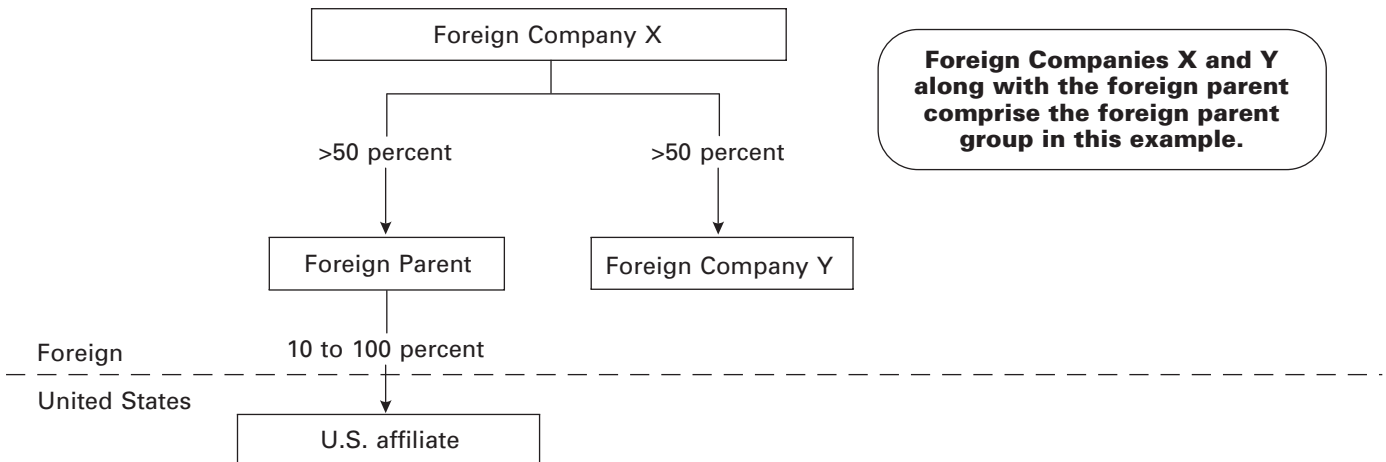 Foreign Company X
Foreign Companies X and Y
along with the foreign parent
comprise the foreign parent
group in this example.
>50 percent
>50 percent
Foreign Parent
Foreign Company Y
Foreign
10 to 100 percent
United States
U.S. affiliate